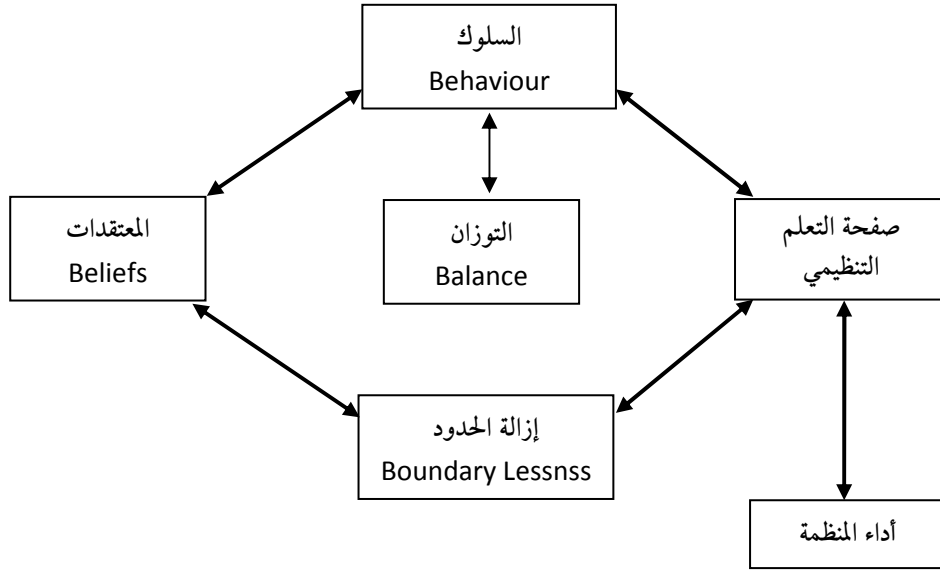 السلوك
Behaviour
المعتقدات
Beliefs
التوزان
Balance
صفحة التعلم
التنظيمي
إزالة الحدود
Boundary Lessnss
أداء المنظمة